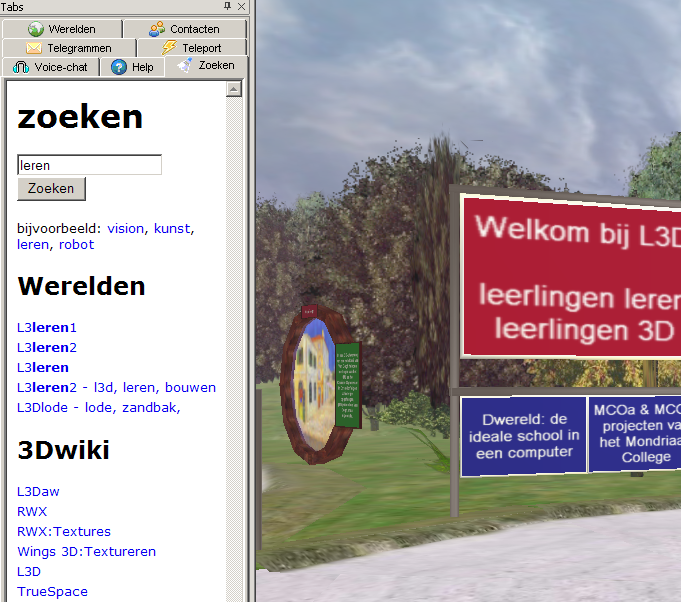 Tabs
Werelden
Contacten
Telegrammen
Teleport
Voice-chat
Help
Zoeken
zoeken
leren
Zoeken
bijvoorbeeld: vision, kunst,
leren, robot
Werelden
L3leren1
L3leren2
L3leren
L3leren2 - l3d, leren, bouwen
L3Dlode - lode, zandbak,
3Dwiki
L3Daw
RWX
RWX:Textures
Wings 3D:Textureren
L3D
TrueSpace
Welkom bij L3D
leerlingen leren
leerlingen 3D
Dwereld: de
ideale school in
een computer
MCOa & MCO
projecten va
het Mondriaa
College